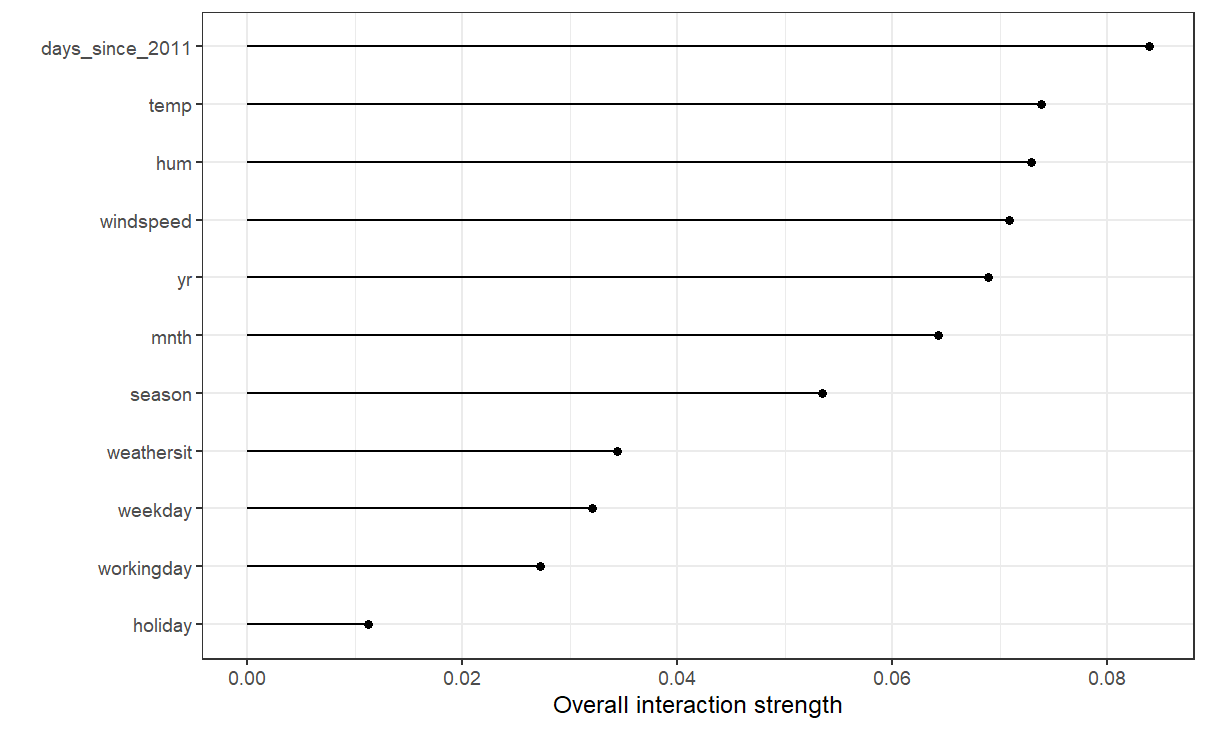 days_since_2011
temp
hum
windspeed
yr
mnth
season
weathersit
weekday
workingday
holiday
0.00 0.02 0.04 0.06 0.08
Overall interaction strength